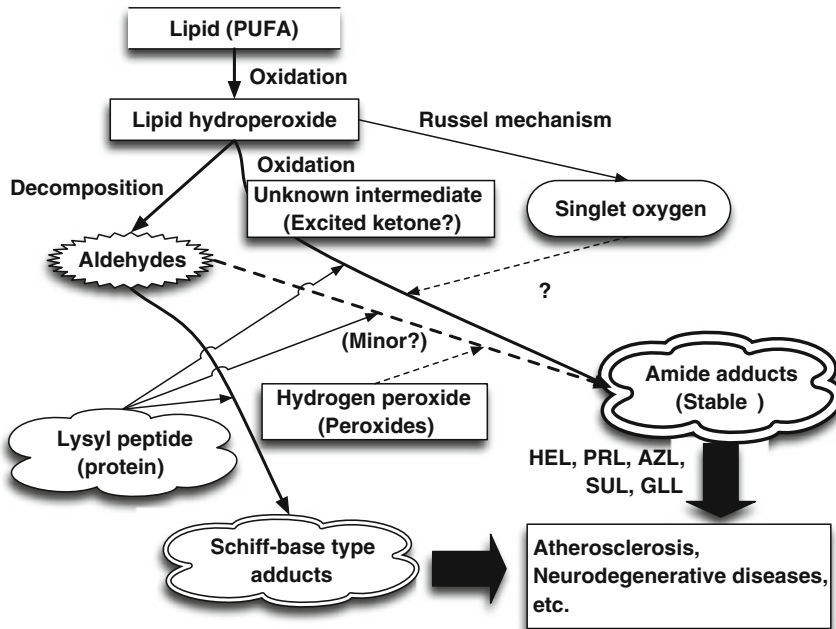 Lipid (PUFA)
Oxidation
Lipid hydroperoxide
Russel mechanism
Oxidation
Decomposition
Unknown intermediate
(Excited ketone?)
Singlet oxygen
Aldehydes
?
(Minor?)
Amide adducts
(Stable )
Hydrogen peroxide
(Peroxides)
Lysyl peptide
(protein)
HEL, PRL, AZL,
SUL, GLL
Schiff-base type
adducts
Atherosclerosis,
Neurodegenerative diseases,
etc.